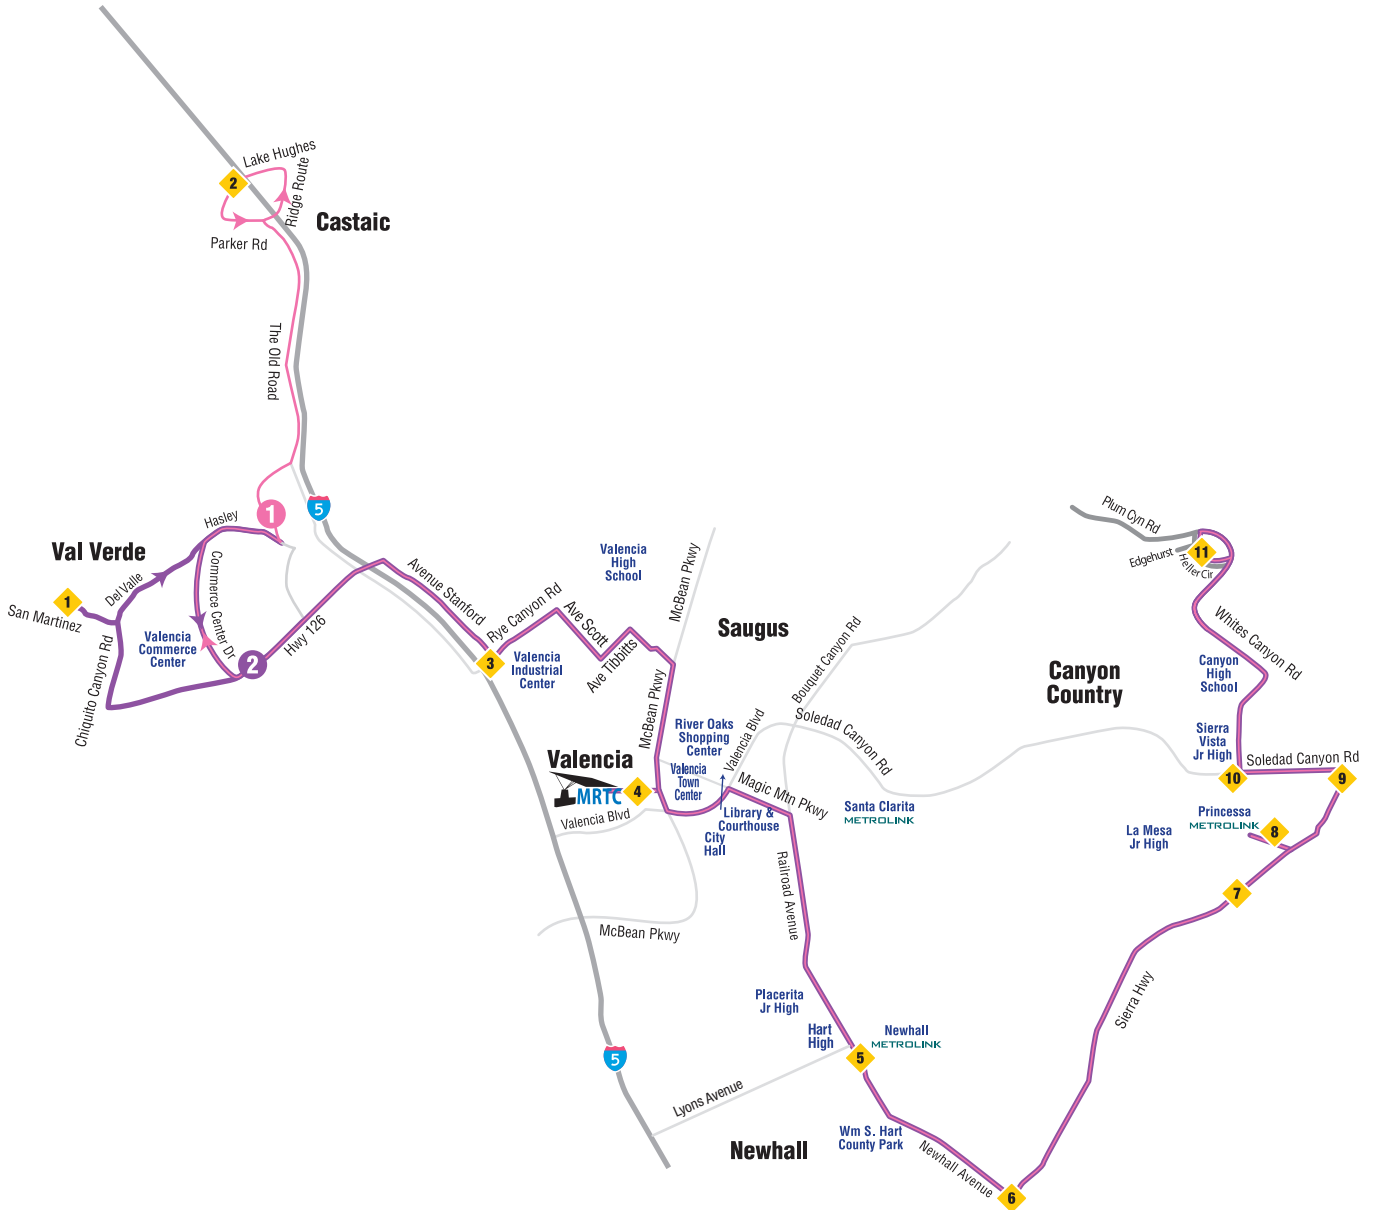 Lake Hughes
2
Ridge Route
Castaic
Parker Rd
The Old Road
5
1
Hasley
Val Verde
Del Valle
1
San Martinez
Commerce Center Dr
Valencia
Commerce
Center
2
Hwy 126
Chiquito Canyon Rd
Avenue Stanford
3
Rye Canyon Rd
Valencia
Industrial
Center
Ave Scott
Ave Tibbitts
Valencia
High
School
McBean Pkwy
McBean Pkwy
Saugus
River Oaks
Shopping
Center
Valencia
Town
Center
Valencia Blvd
Bouquet Canyon Rd
Soledad Canyon Rd
Valencia
MRTC
4
Valencia Blvd
Magic Mtn Pkwy
Library &
Courthouse
City
Hall
Santa Clarita
METROLINK
Railroad Avenue
McBean Pkwy
Placerita
Jr High
Hart
High
Newhall
METROLINK
5
5
Lyons Avenue
Newhall
Wm S. Hart
County Park
Newhall Avenue
6
Sierra Hwy
7
La Mesa
Jr High
Princessa
METROLINK
8
9
10
Soledad Canyon Rd
Sierra
Vista
Jr High
Canyon
Country
Canyon
High
School
Whites Canyon Rd
Plum Cyn Rd
Edgehurst
11
Heller Cir